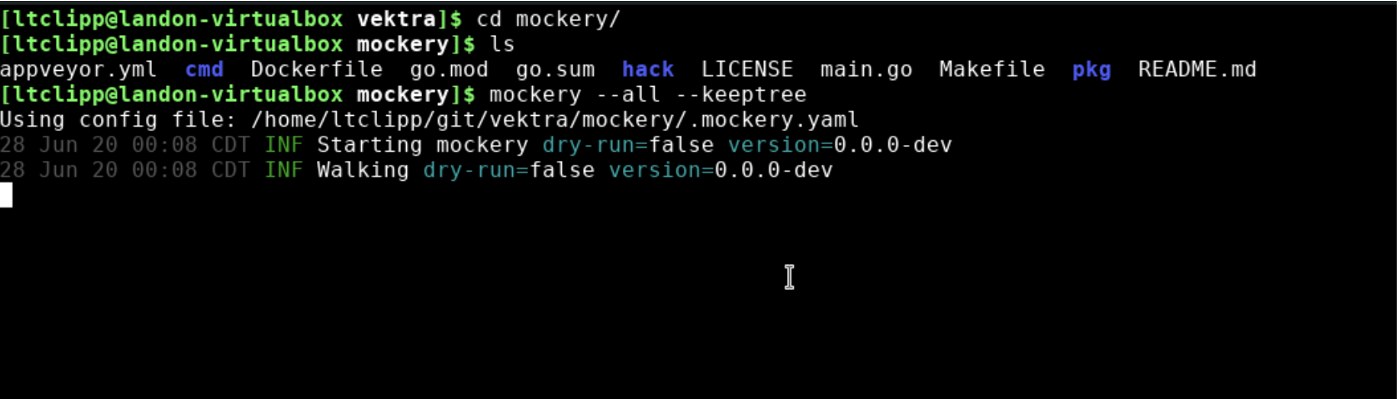 [ltclipp@landon-virtualbox vektra]$ cd mockery/
[ltclipp@landon-virtualbox mockery]$ ls
appveyor.yml  cmd  Dockerfile  go.mod  go.sum  hack  LICENSE  main.go  Makefile  pkg  README.md
[ltclipp@landon-virtualbox mockery]$ mockery --all --keeptree
Using config file: /home/ltclipp/git/vektra/mockery/.mockery.yaml
28 Jun 20 00:08 CDT INF Starting mockery dry-run=false version=0.0.0-dev
28 Jun 20 00:08 CDT INF Walking dry-run=false version=0.0.0-dev